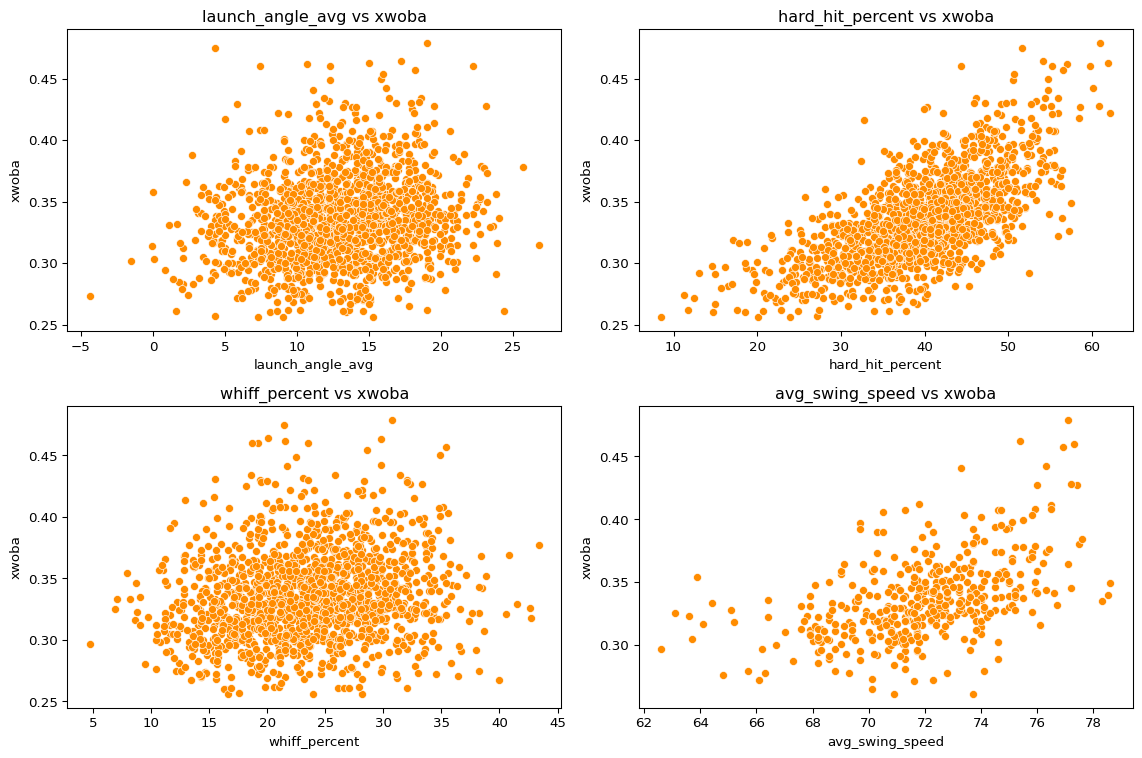 launch_angle_avg vs xwoba
xwoba
0.45
0.40
0.35
0.30
0.25
−5 0 5 10 15 20 25
launch_angle_avg
hard_hit_percent vs xwoba
xwoba
0.45
0.40
0.35
0.30
0.25
10 20 30 40 50 60
hard_hit_percent
whiff_percent vs xwoba
xwoba
0.45
0.40
0.35
0.30
0.25
5 10 15 20 25 30 35 40 45
whiff_percent
avg_swing_speed vs xwoba
xwoba
0.45
0.40
0.35
0.30
62 64 66 68 70 72 74 76 78
avg_swing_speed